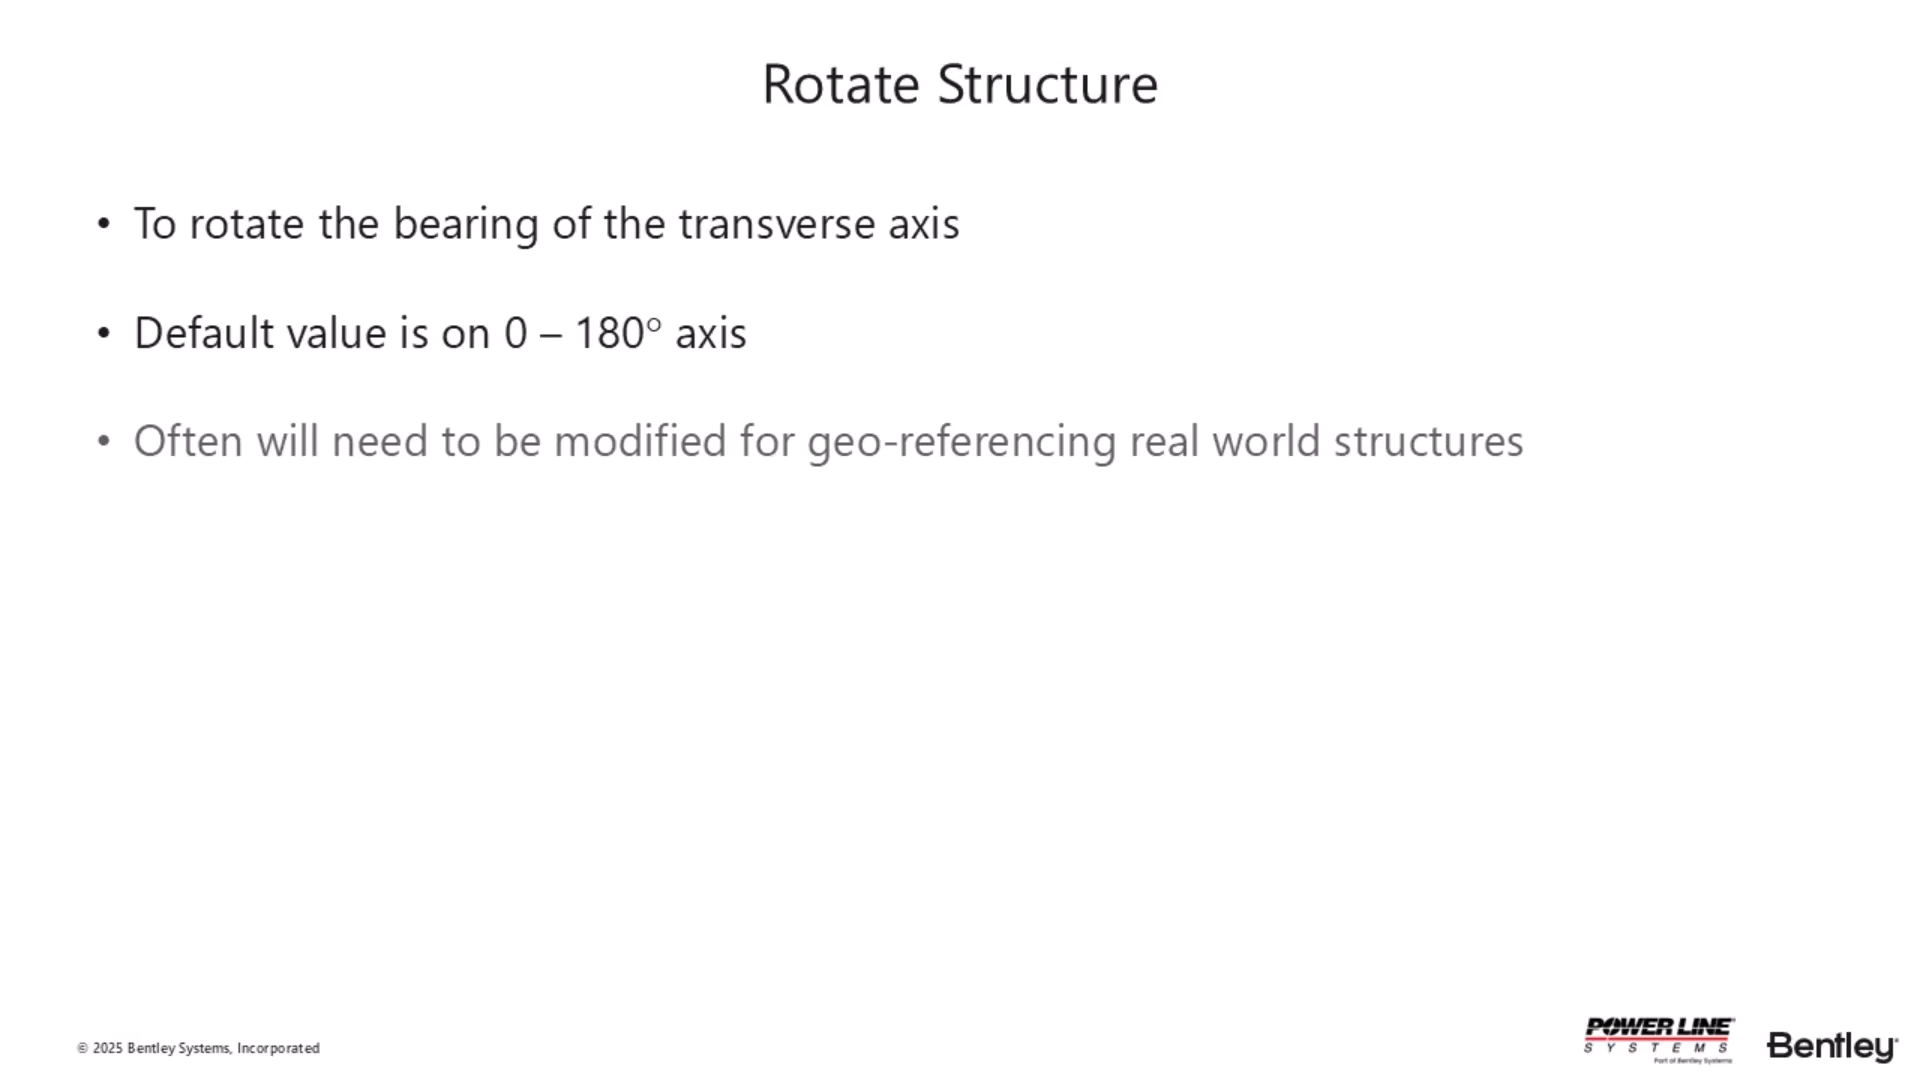 Rotate Structure
• To rotate the bearing of the transverse axis
• Default value is on 0 – 180° axis
• Often will need to be modified for geo-referencing real world structures
© 2025 Bentley Systems, Incorporated
POWER LINE
SYSTEMS
Part of Bentley Systems
Bentley